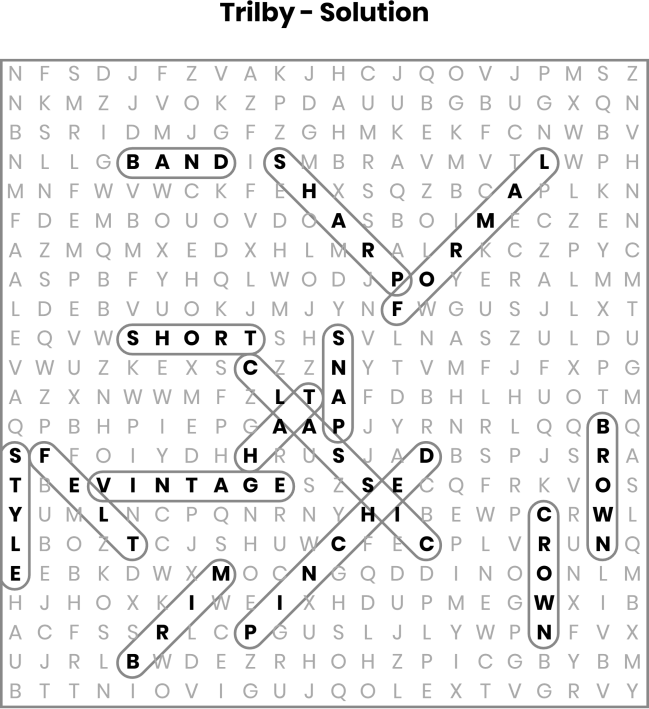 Trilby - Solution
N F S D J F Z V A K J H C J Q O V J P M S Z
N K M Z J V O K Z P D A U U B G B U G X Q N
B S R I D M J G F Z G H M K E K F C N W B V
N L L G B A N D I S M B R A V M V T L W P H
M N F W V W C K F E H X S Q Z B C A P L K N
F D E M B O U O V D O A S B O I M E C Z E N
A Z M Q M X E D X H L M R A L R K C Z P Y C
A S P B F Y H Q L W O D J P O Y E R A L M M
L D E B V U O K J M J Y N F W G U S J L X T
E Q V W S H O R T S H S V L N A S Z U L D U
V W U Z K E X S C Z Z N Y T V M F J F X P G
A Z X N W W M F Z L T A F D B H L H U O T M
Q P B H P I E P G A A P J Y R N R L Q Q B Q
S F F O I Y D H H R U S J A D B S P J S R A
T B E V I N T A G E S Z S E C Q F R K V O S
Y U M L N C P Q N R N Y H I B E W P C R W L
L B O Z T C J S H U W C F E C P L V R U N Q
E E B K D W X M O C N G Q D D I N O O N L M
H J H O X K I W E I X H D U P M E G W X I B
A C F S S R L C P G U S L J L Y W P N F V X
U J R L B W D E Z R H O H Z P I C G B Y B M
B T T N I O V I G U J Q O L E X T V G R V Y